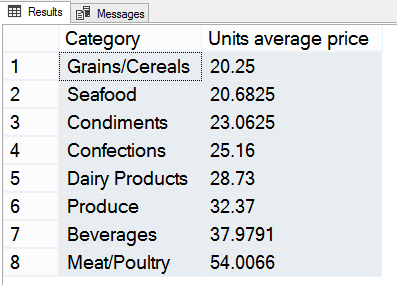 Results Messages
Category Units average price
1 Grains/Cereals 20.25
2 Seafood 20.6825
3 Condiments 23.0625
4 Confections 25.16
5 Dairy Products 28.73
6 Produce 32.37
7 Beverages 37.9791
8 Meat/Poultry 54.0066